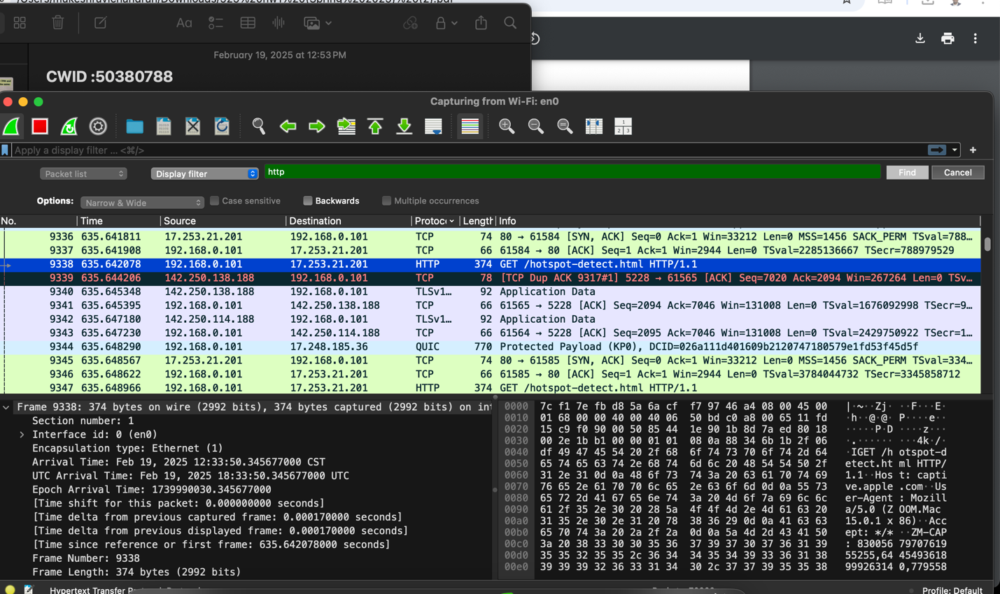 Aa
February 19, 2025 at 12:53 PM
CWID :50380788
Capturing from Wi-Fi: en0
1
2 3
Apply a display filter ... <⌘/>
+
Packet list
Display filter
http
Find
Cancel
Options:
Narrow & Wide
Case sensitive
Backwards
Multiple occurrences
No. Time Source Destination Protoc Length Info
9336 635.641811 17.253.21.201 192.168.0.101 TCP 74 80 → 61584 [SYN, ACK] Seq=0 Ack=1 Win=33212 Len=0 MSS=1456 SACK_PERM TSval=788…
9337 635.641908 192.168.0.101 17.253.21.201 TCP 66 61584 → 80 [ACK] Seq=1 Ack=1 Win=2944 Len=0 TSval=2285136667 TSecr=788979529
9338 635.642078 192.168.0.101 17.253.21.201 HTTP 374 GET /hotspot-detect.html HTTP/1.1
9339 635.644206 142.250.138.188 192.168.0.101 TCP 78 [TCP Dup ACK 9317#1] 5228 → 61565 [ACK] Seq=7020 Ack=2094 Win=267264 Len=0 TSv…
9340 635.645348 142.250.138.188 192.168.0.101 TLSv1… 92 Application Data
9341 635.645395 192.168.0.101 142.250.138.188 TCP 66 61565 → 5228 [ACK] Seq=2094 Ack=7046 Win=131008 Len=0 TSval=1676092998 TSecr=9…
9342 635.647180 142.250.114.188 192.168.0.101 TLSv1… 92 Application Data
9343 635.647230 192.168.0.101 142.250.114.188 TCP 66 61564 → 5228 [ACK] Seq=2095 Ack=7046 Win=131008 Len=0 TSval=2429750922 TSecr=1…
9344 635.648290 192.168.0.101 17.248.185.36 QUIC 770 Protected Payload (KP0), DCID=026a111d401609b2120747180579e1fd53f45d5f
9345 635.648567 17.253.21.201 192.168.0.101 TCP 74 80 → 61585 [SYN, ACK] Seq=0 Ack=1 Win=33212 Len=0 MSS=1456 SACK_PERM TSval=334…
9346 635.648622 192.168.0.101 17.253.21.201 TCP 66 61585 → 80 [ACK] Seq=1 Ack=1 Win=2944 Len=0 TSval=3784044732 TSecr=3345858712
9347 635.648966 192.168.0.101 17.253.21.201 HTTP 374 GET /hotspot-detect.html HTTP/1.1
Frame 9338: 374 bytes on wire (2992 bits), 374 bytes captured (2992 bits) on in
Section number: 1
Interface id: 0 (en0)
Encapsulation type: Ethernet (1)
Arrival Time: Feb 19, 2025 12:33:50.345677000 CST
UTC Arrival Time: Feb 19, 2025 18:33:50.345677000 UTC
Epoch Arrival Time: 1739990030.345677000
[Time shift for this packet: 0.000000000 seconds]
[Time delta from previous captured frame: 0.000170000 seconds]
[Time delta from previous displayed frame: 0.000170000 seconds]
[Time since reference or first frame: 635.642078000 seconds]
Frame Number: 9338
Frame Length: 374 bytes (2992 bits)
0000 7c f1 7e fb d8 5a 6a cf f7 97 46 a4 08 00 45 00 |·~··Zj· ··F···E·
0010 01 68 00 00 40 00 40 06 50 bd c0 a8 00 65 11 fd ·h··@·@· P····e··
0020 15 c9 f0 90 00 50 85 44 1e 90 1b 8d 7a ed 80 18 ·····P·D ····z···
0030 00 2e 1b b1 00 00 01 01 08 0a 88 34 6b 1b 2f 06 ·.······ ···4k·/·
0040 df 49 47 45 54 20 2f 68 6f 74 73 70 6f 74 2d 64 ·IGET /h otspot-d
0050 65 74 65 63 74 2e 68 74 6d 6c 20 48 54 54 50 2f etect.ht ml HTTP/
0060 31 2e 31 0d 0a 48 6f 73 74 3a 20 63 61 70 74 69 1.1··Hos t: capti
0070 76 65 2e 61 70 70 6c 65 2e 63 6f 6d 0d 0a 55 73 ve.apple .com··Us
0080 65 72 2d 41 67 65 6e 74 3a 20 4d 6f 7a 69 6c 6c er-Agent : Mozill
0090 61 2f 35 2e 30 20 28 5a 4f 4f 4d 2e 4d 61 63 20 a/5.0 (Z OOM.Mac
00a0 31 35 2e 30 2e 31 20 78 38 36 29 0d 0a 41 63 63 15.0.1 x 86)··Acc
00b0 65 70 74 3a 20 2a 2f 2a 0d 0a 5a 4d 2d 43 41 50 ept: */* ··ZM-CAP
00c0 3a 20 38 33 30 30 35 36 37 39 37 30 37 36 31 39 : 830056 79707619
00d0 35 35 32 35 35 2c 36 34 34 35 34 39 33 36 31 38 55255,64 45493618
00e0 39 39 39 32 36 33 31 34 30 2c 37 37 39 35 35 38 99926314 0,779558
Profile: Default